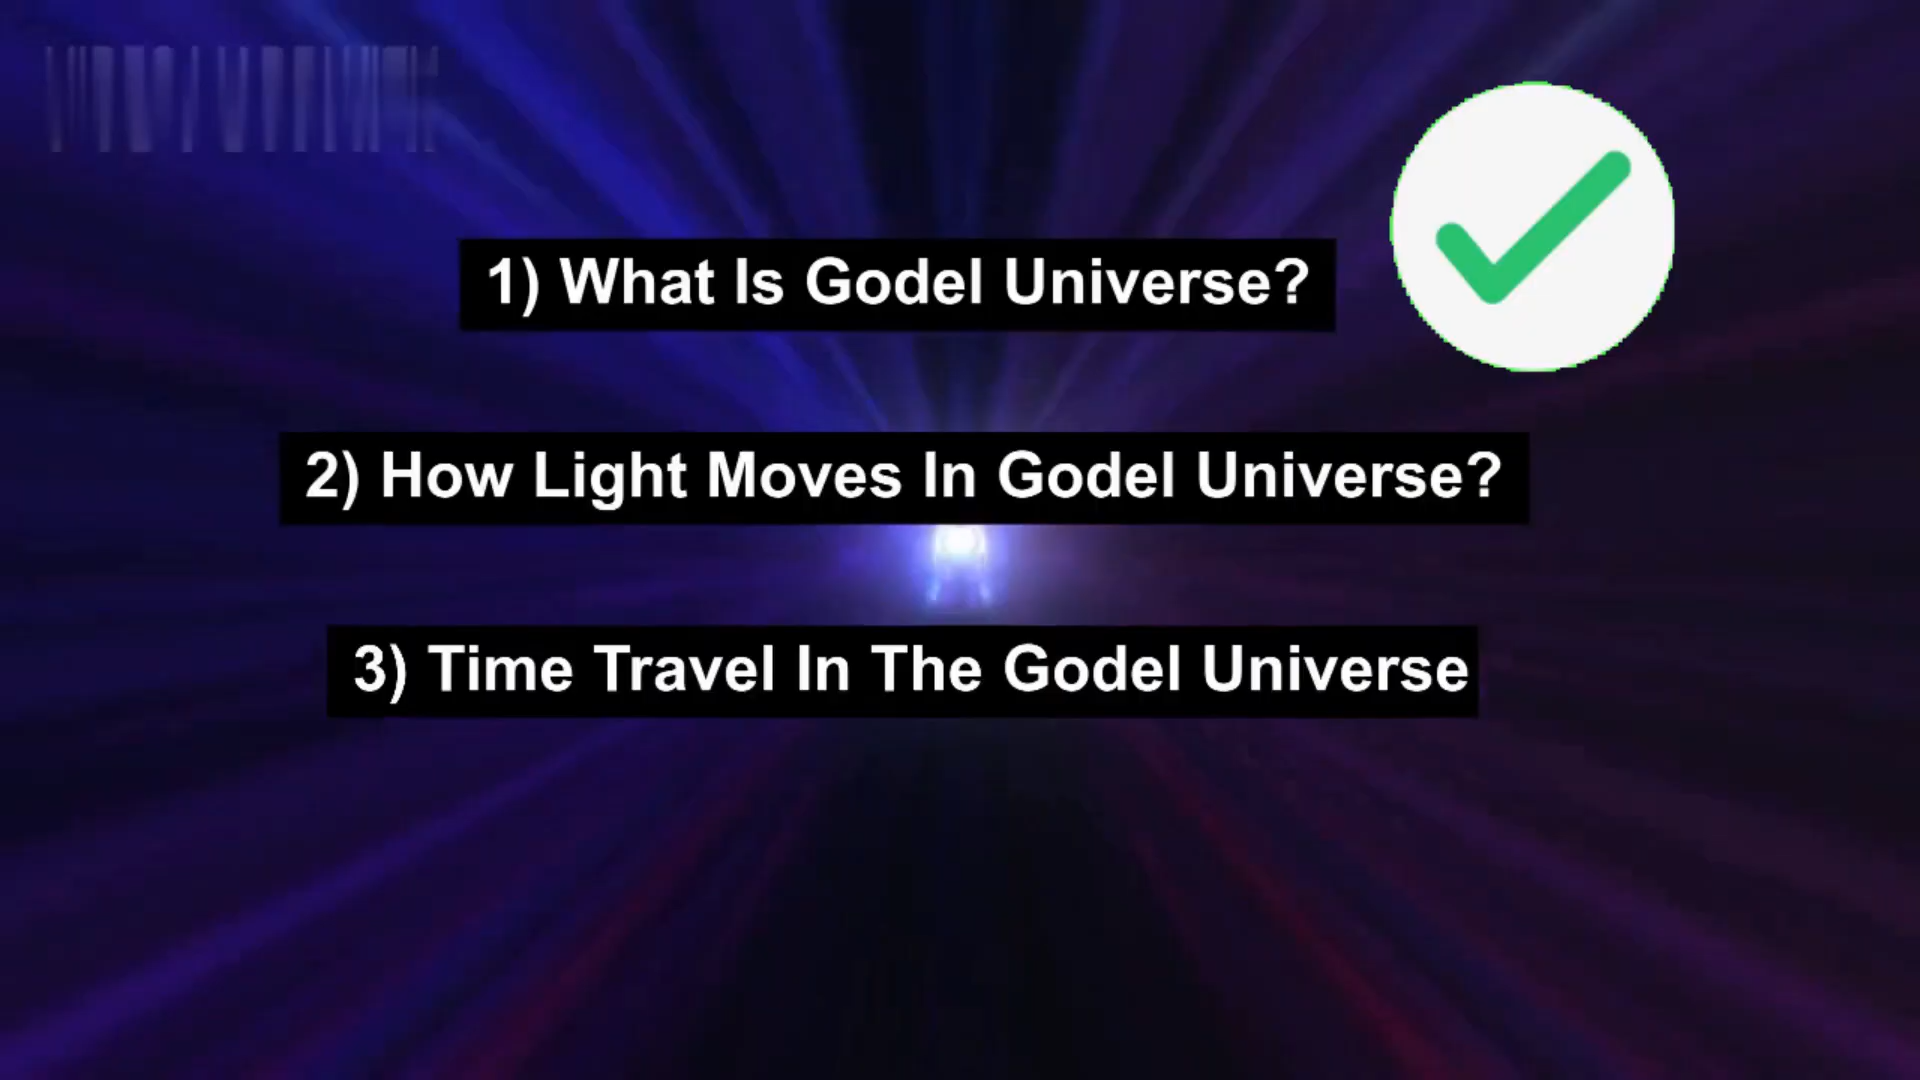 1) What Is Godel Universe?
2) How Light Moves In Godel Universe?
3) Time Travel In The Godel Universe